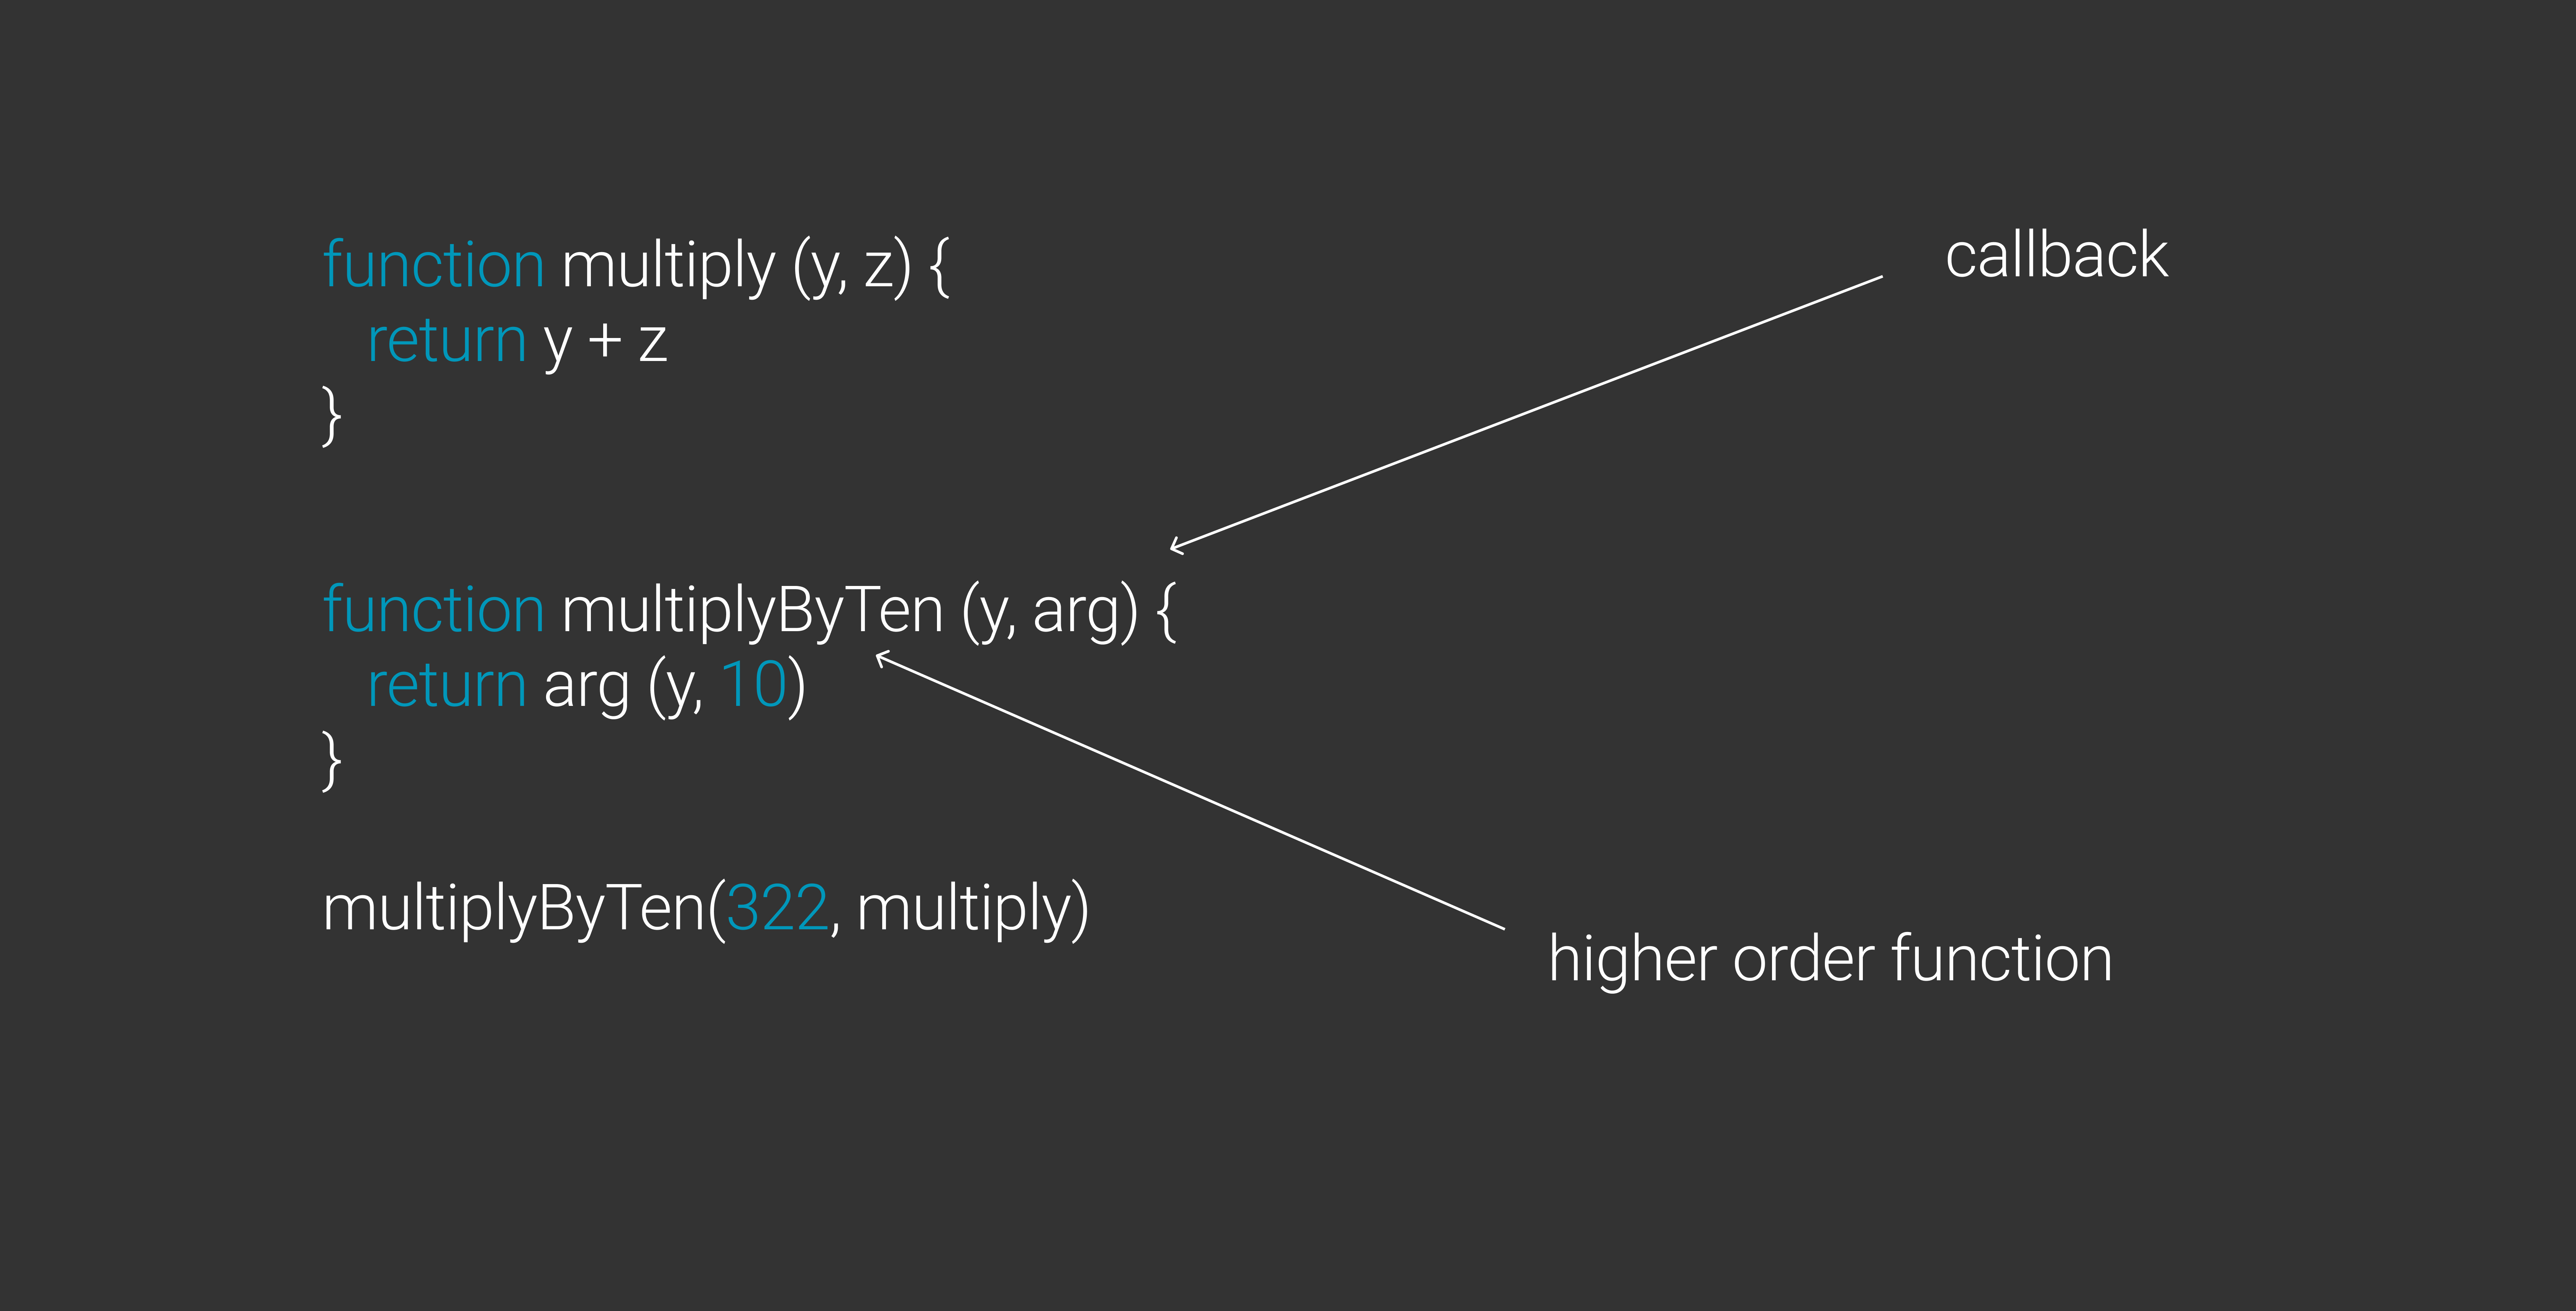 function multiply (y, z) {
return y + z
}
callback
function multiplyByTen (y, arg) {
return arg (y, 10)
}
multiplyByTen(322, multiply)
higher order function